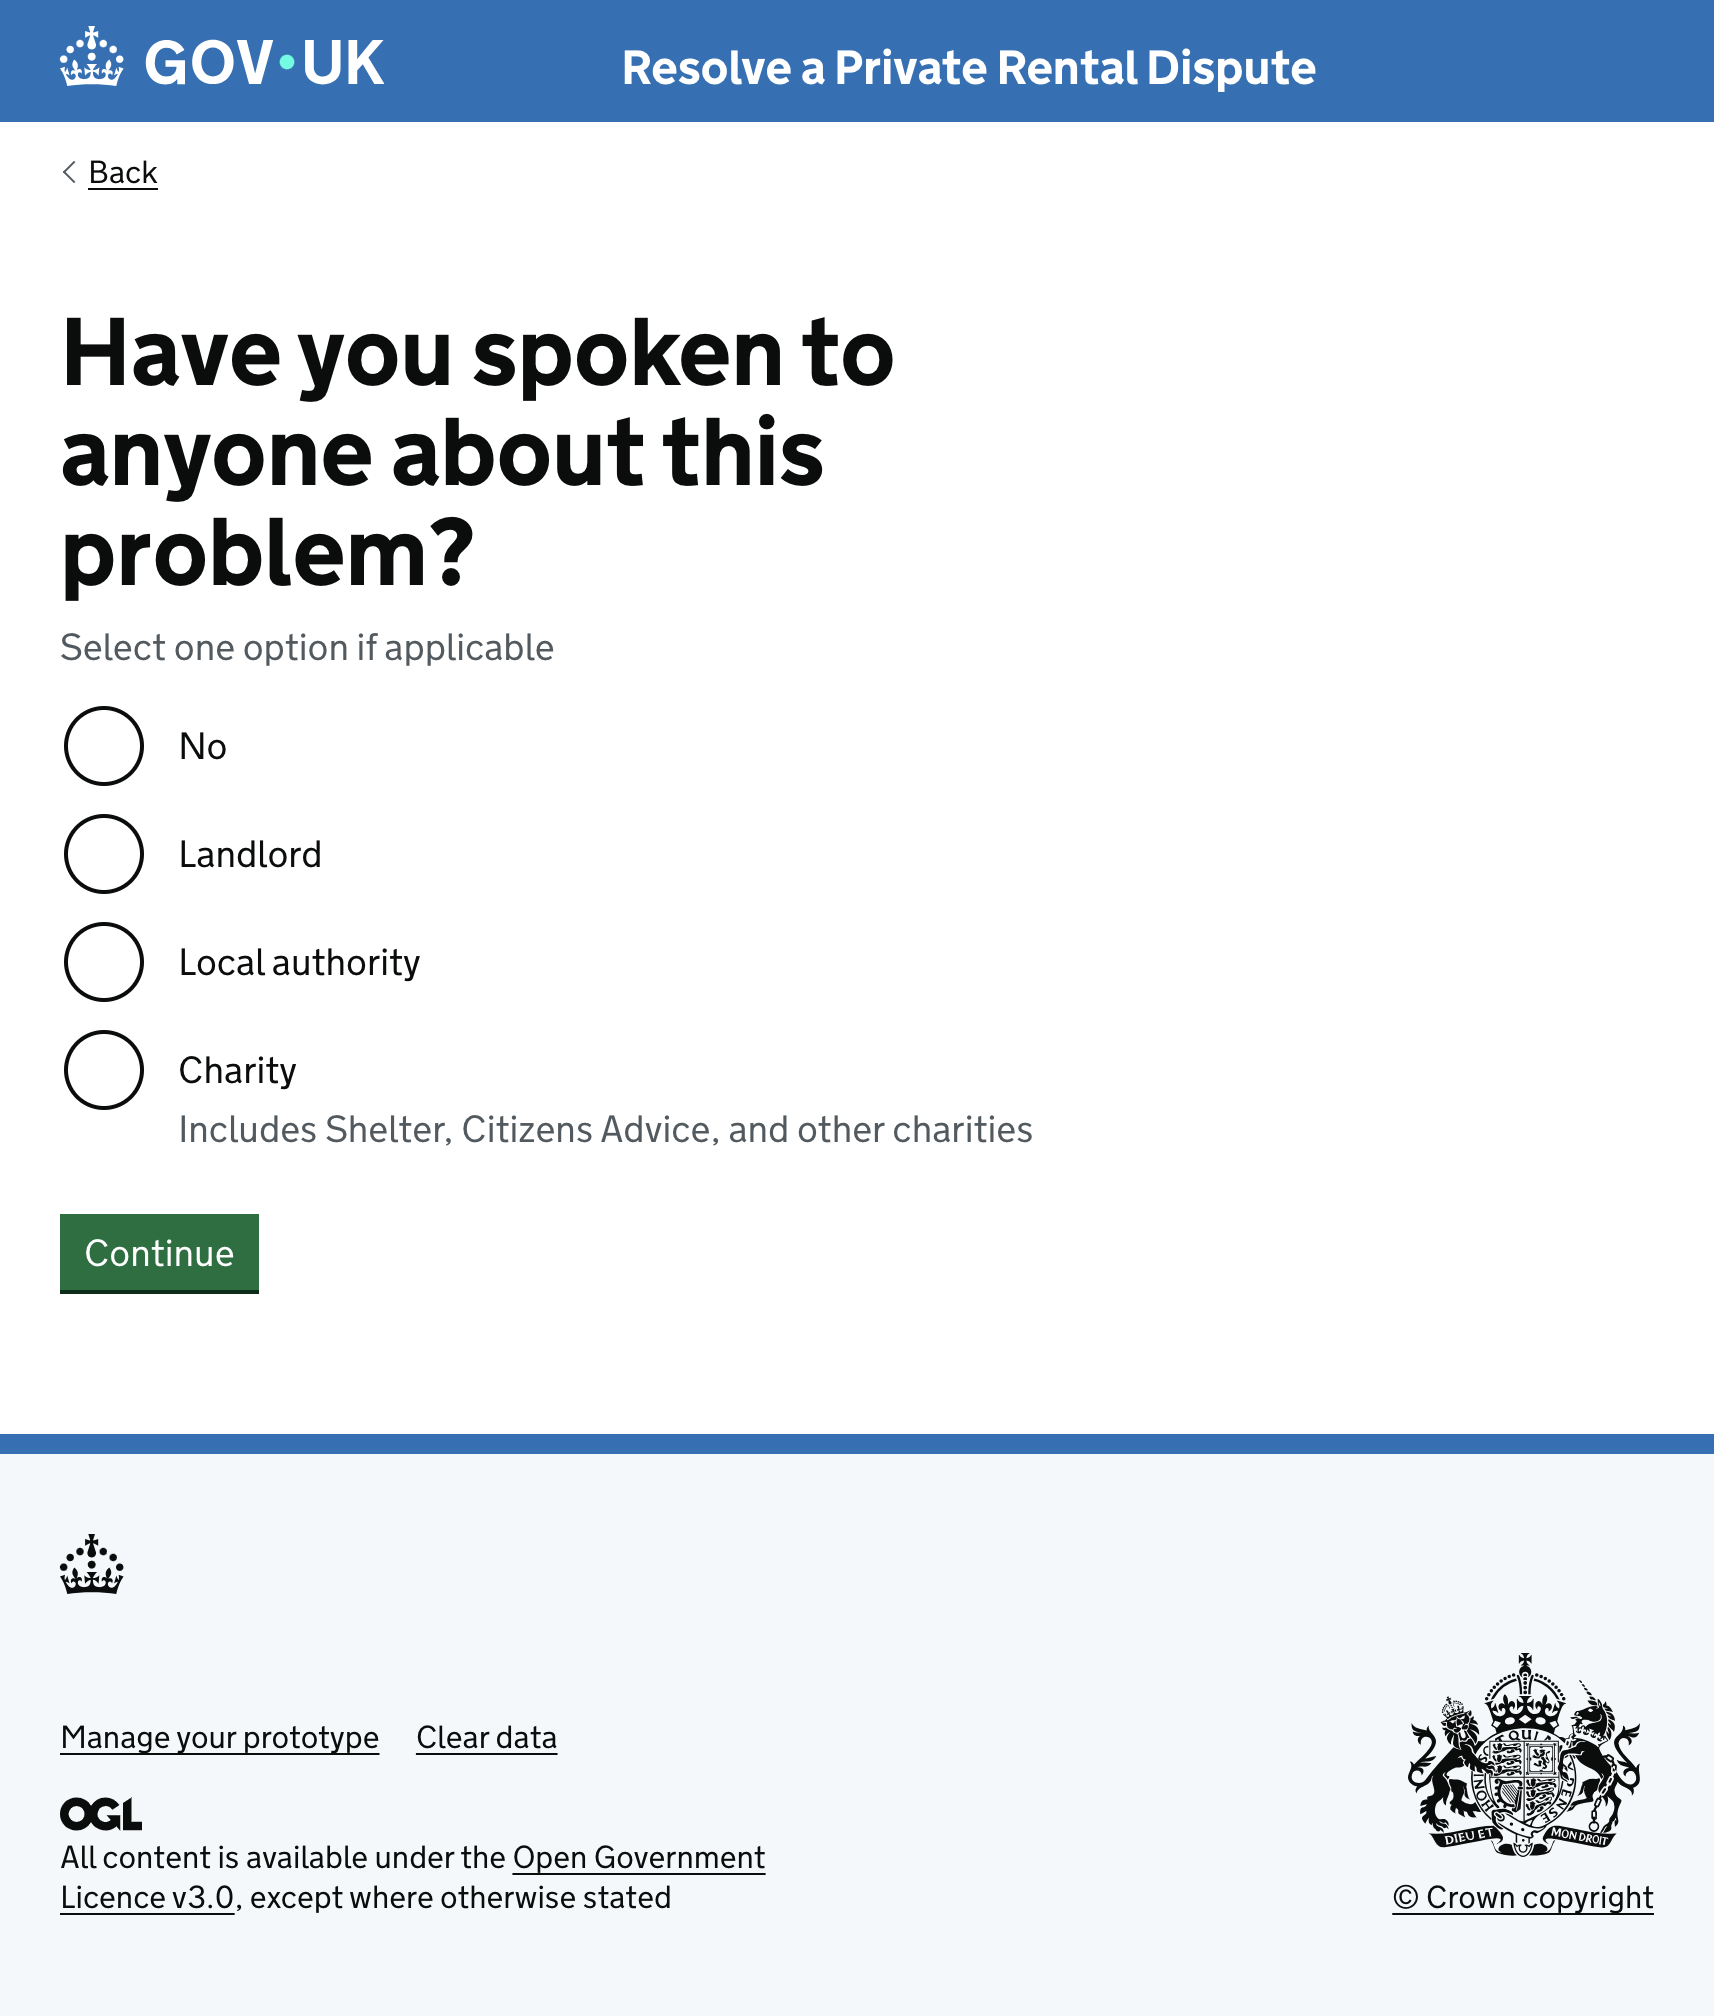 GOV·UK
Resolve a Private Rental Dispute
Back
Have you spoken to
anyone about this
problem?
Select one option if applicable
No
Landlord
Local authority
Charity
Includes Shelter, Citizens Advice, and other charities
Continue
Manage your prototype
Clear data
OGL
All content is available under the Open Government
Licence v3.0, except where otherwise stated
DIEU ET MON DROIT
© Crown copyright